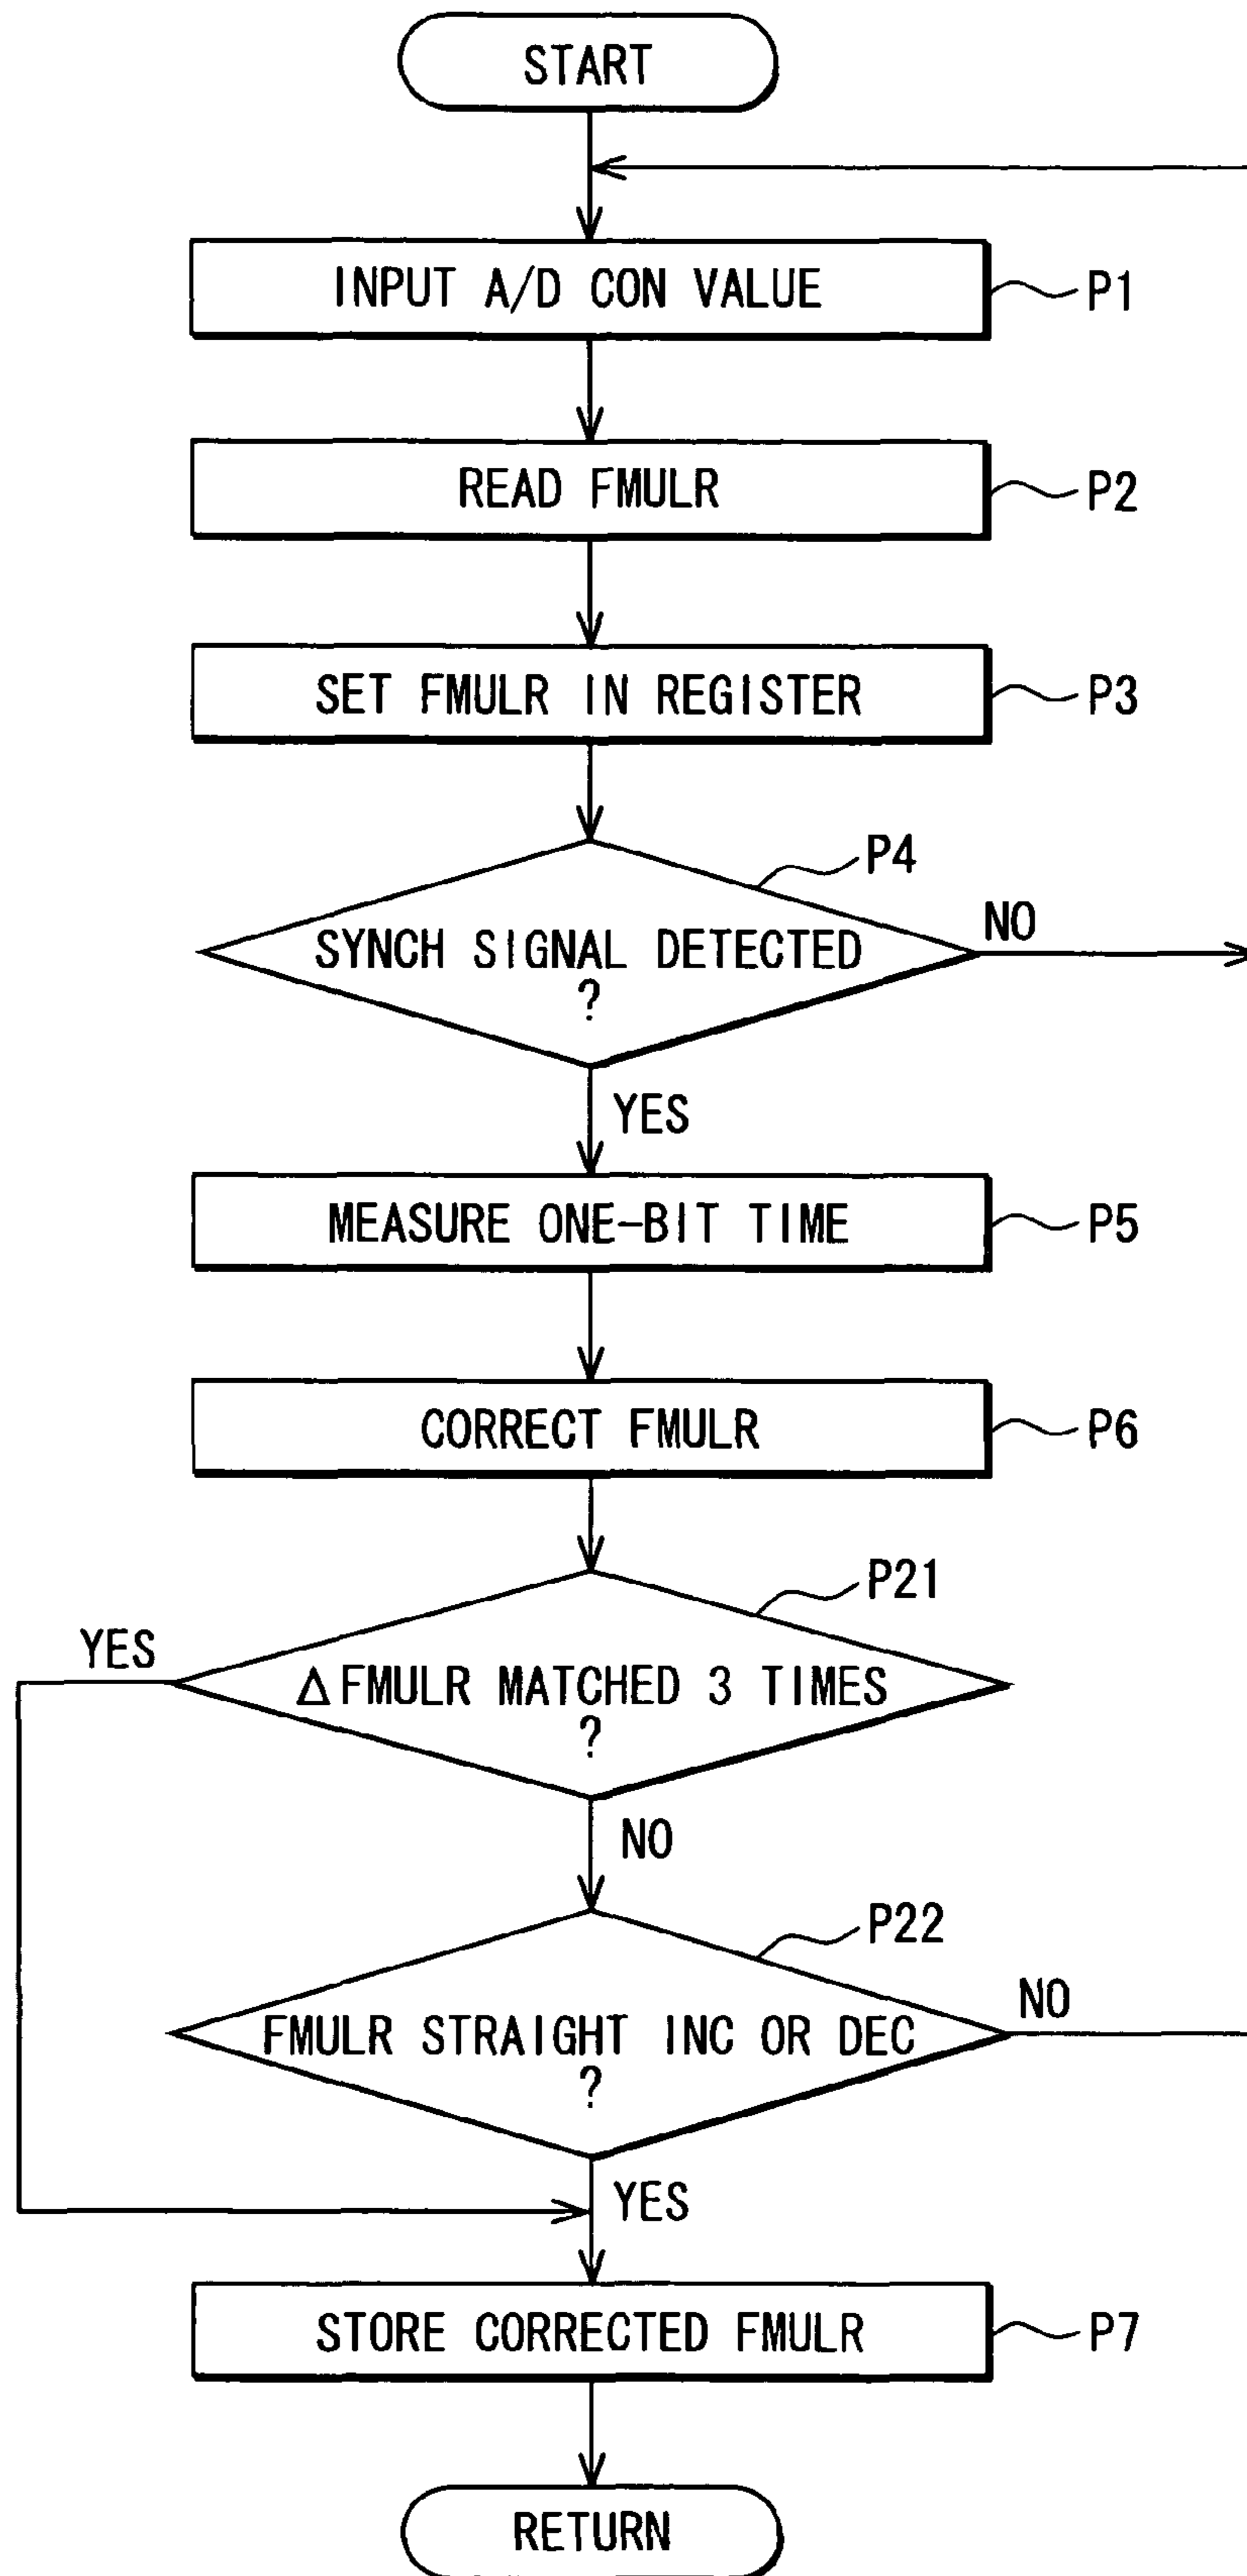 START
INPUT A/D CON VALUE
P1
READ FMULR
P2
SET FMULR IN REGISTER
P3
P4
SYNCH SIGNAL DETECTED
?
NO
YES
MEASURE ONE-BIT TIME
P5
CORRECT FMULR
P6
P21
YES
Δ FMULR MATCHED 3 TIMES
?
NO
P22
FMULR STRAIGHT INC OR DEC
?
NO
YES
STORE CORRECTED FMULR
P7
RETURN